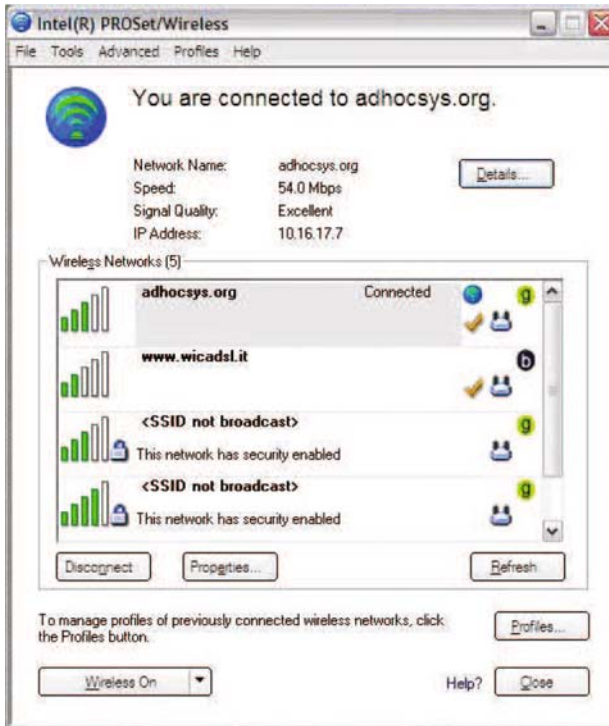 Intel(R) PROSet/Wireless
File Tools Advanced Profiles Help
You are connected to adhocsys.org.
Network Name: adhocsys.org
Details...
Speed: 54.0 Mbps
Signal Quality: Excellent
IP Address: 10.16.17.7
Wireless Networks (5)
adhocsys.org Connected g
www.wicadsl.it b
<SSID not broadcast> g
This network has security enabled
<SSID not broadcast> g
This network has security enabled
Disconnect Properties... Refresh
To manage profiles of previously connected wireless networks, click
the Profiles button.
Profiles...
Wireless On Help? Close